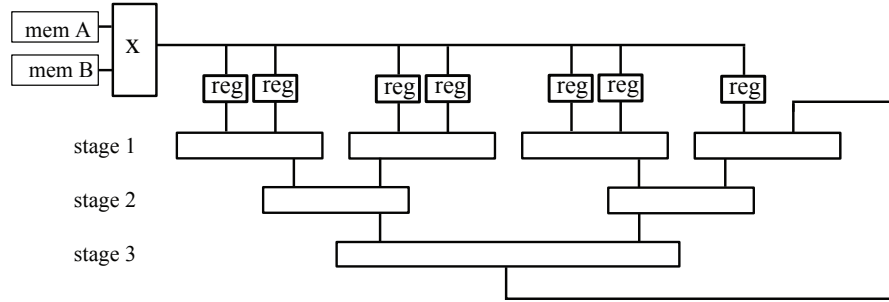 mem A
X
mem B
reg reg reg reg reg reg reg
stage 1
stage 2
stage 3